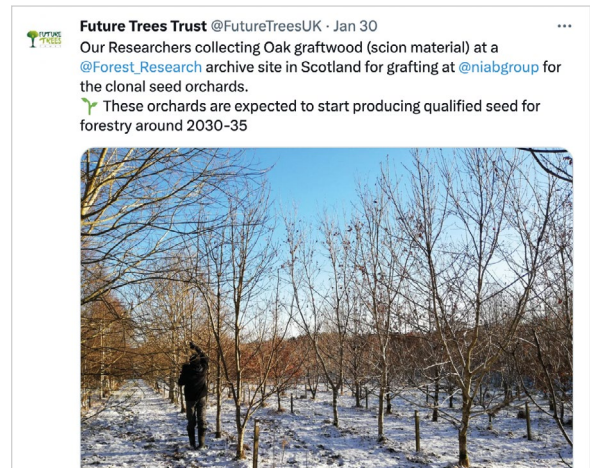 Future Trees Trust @FutureTreesUK · Jan 30
FUTURE
TREES
Our Researchers collecting Oak graftwood (scion material) at a
@Forest_Research archive site in Scotland for grafting at @niabgroup for
the clonal seed orchards.
These orchards are expected to start producing qualified seed for
forestry around 2030-35